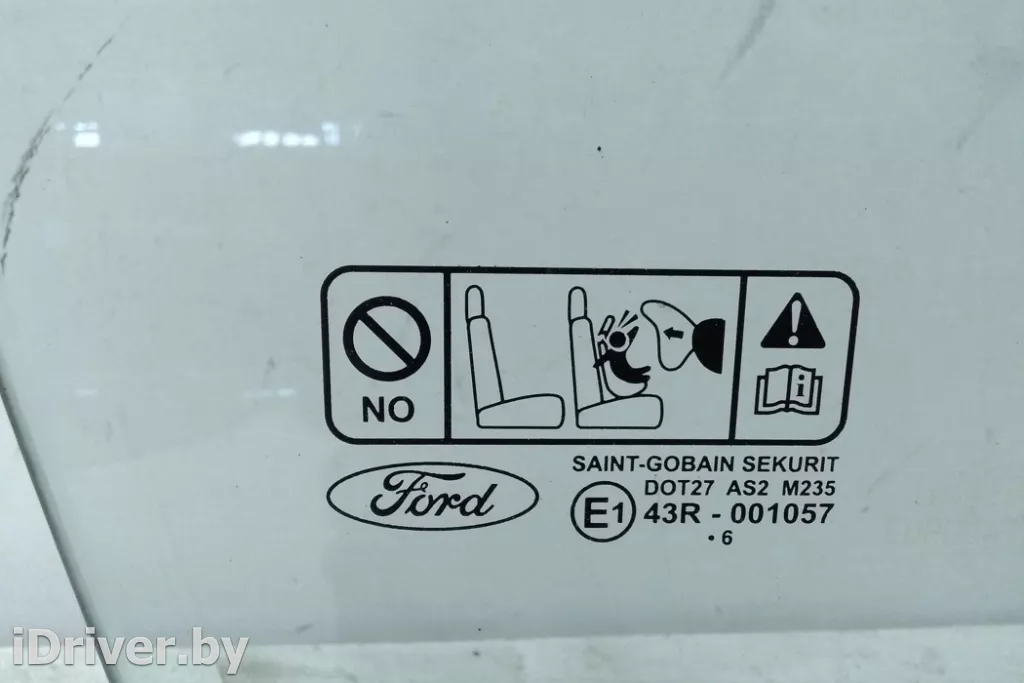 NO
i
Ford
SAINT-GOBAIN SEKURIT
DOT27 AS2 M235
E1 43R - 001057
· 6
iDriver.by